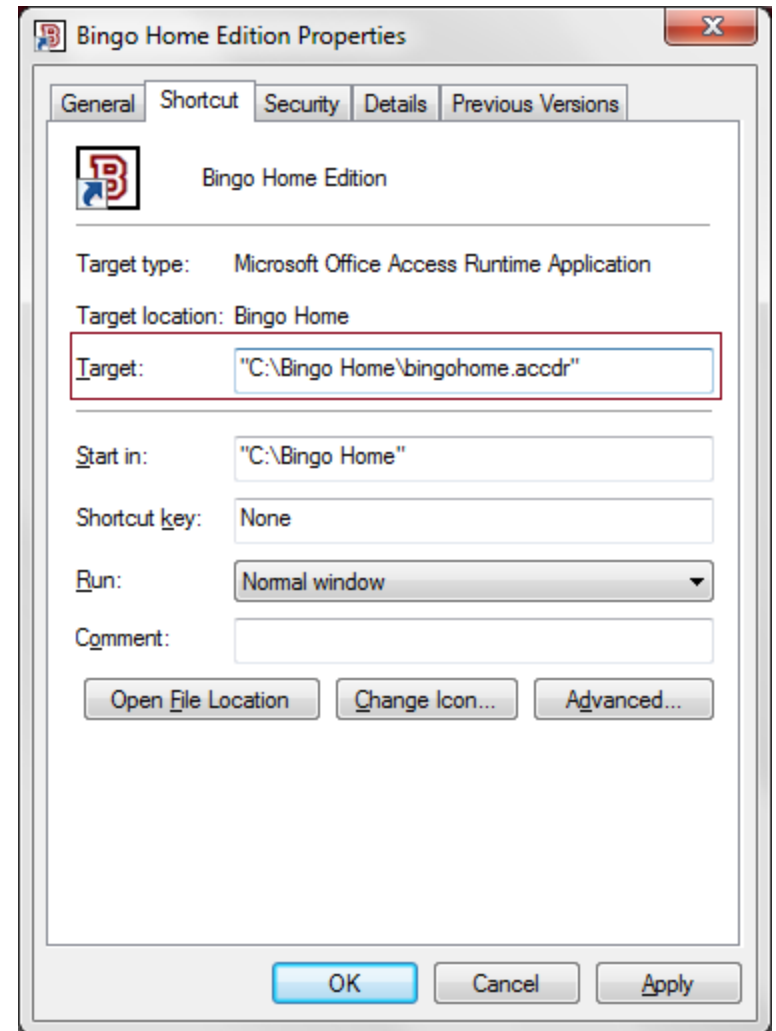 Bingo Home Edition Properties
X
General Shortcut Security Details Previous Versions
B Bingo Home Edition
Target type: Microsoft Office Access Runtime Application
Target location: Bingo Home
Target: "C:\Bingo Home\bingohome.accdr"
Start in: "C:\Bingo Home"
Shortcut key: None
Run: Normal window
Comment:
Open File Location Change Icon... Advanced...
OK Cancel Apply